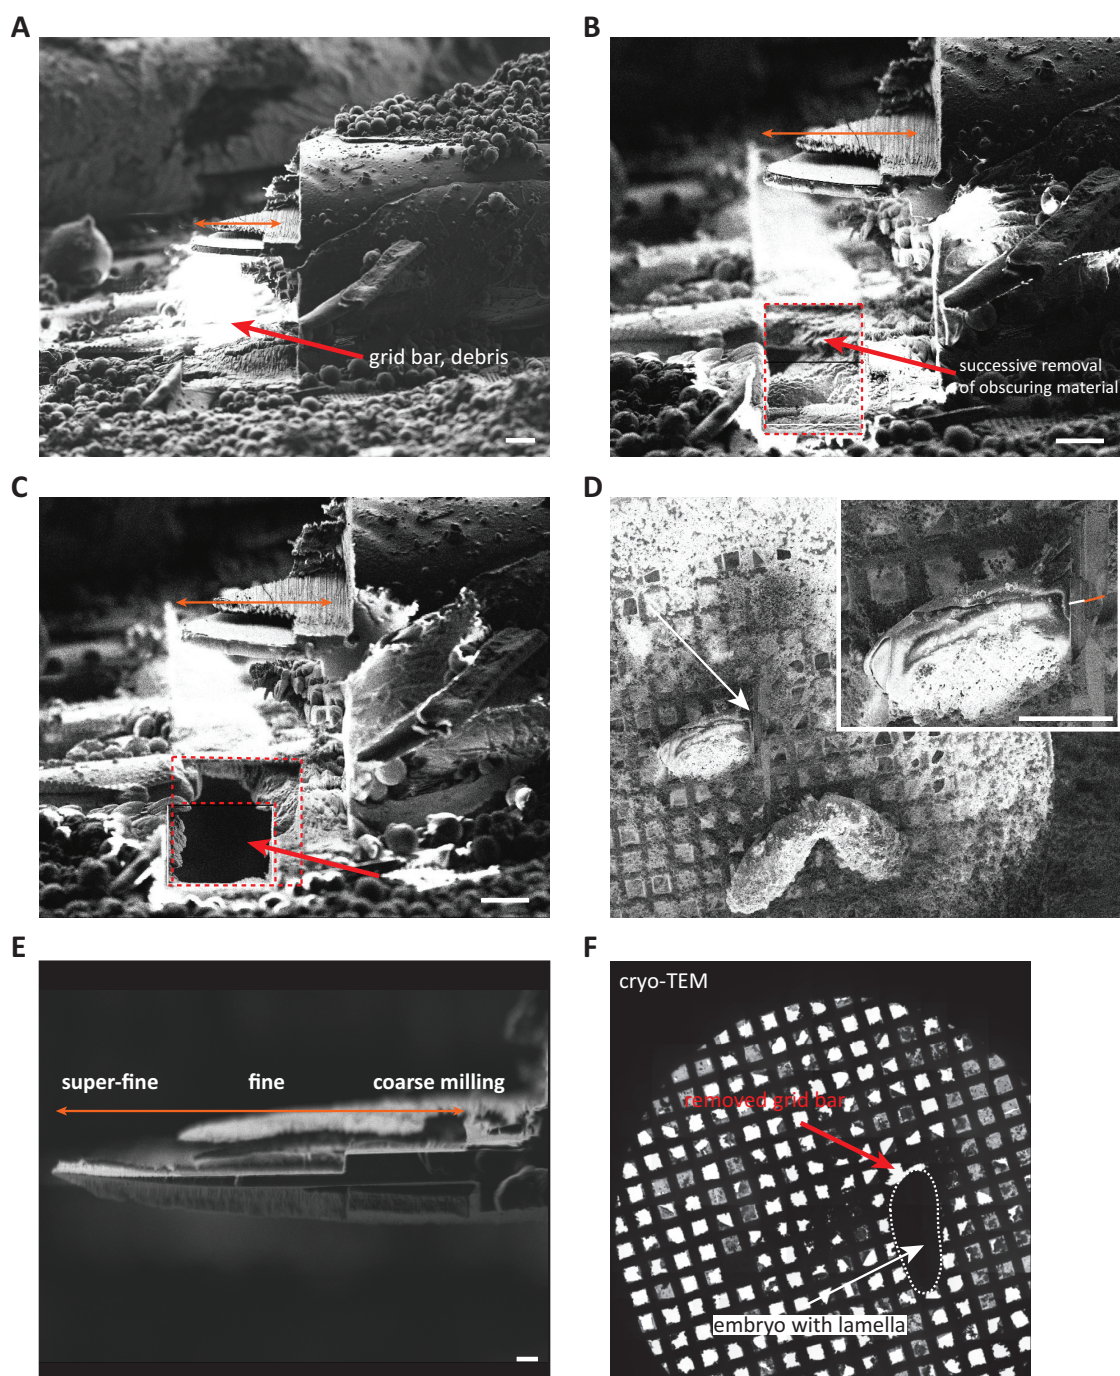 A
grid bar, debris
B
successive removal
of obscuring material
C
D
E
super-fine
fine
coarse milling
F
cryo-TEM
removed grid bar
embryo with lamella